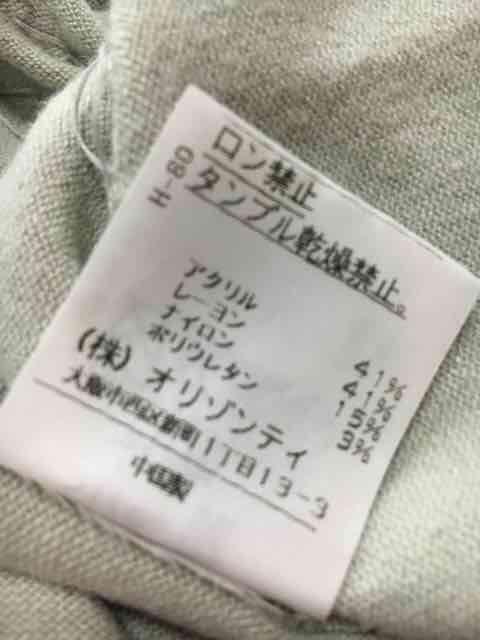 ロン禁止
タンブル乾燥禁止。
H-80
アクリル 41%
レーヨン 41%
ナイロン 15%
ポリウレタン 3%
(株)オリゾンティ
大阪市西区新町1丁目13-3
中国製